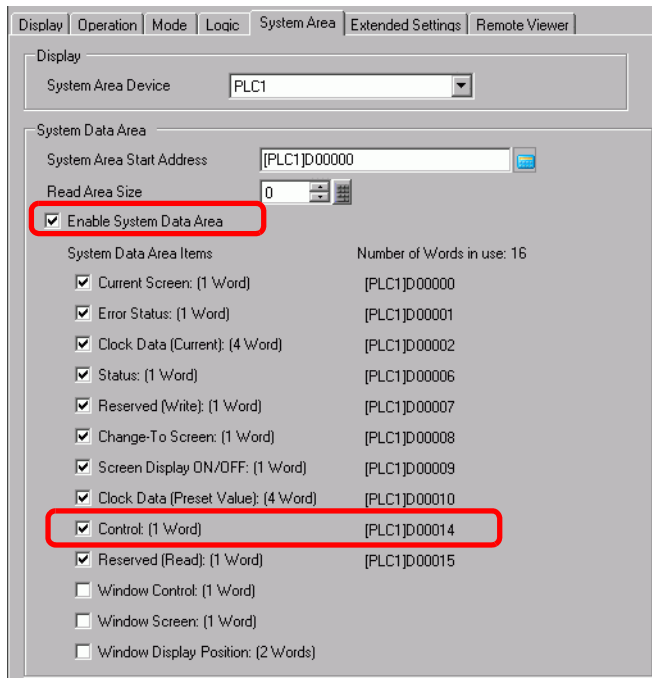 Display Operation Mode Logic System Area Extended Settings Remote Viewer
Display
System Area Device PLC1
System Data Area
System Area Start Address [PLC1]D00000
Read Area Size 0
Enable System Data Area
System Data Area Items Number of Words in use: 16
Current Screen: (1 Word) [PLC1]D00000
Error Status: (1 Word) [PLC1]D00001
Clock Data (Current): (4 Word) [PLC1]D00002
Status: (1 Word) [PLC1]D00006
Reserved (Write): (1 Word) [PLC1]D00007
Change-To Screen: (1 Word) [PLC1]D00008
Screen Display ON/OFF: (1 Word) [PLC1]D00009
Clock Data (Preset Value): (4 Word) [PLC1]D00010
Control: (1 Word) [PLC1]D00014
Reserved (Read): (1 Word) [PLC1]D00015
Window Control: (1 Word)
Window Screen: (1 Word)
Window Display Position: (2 Words)